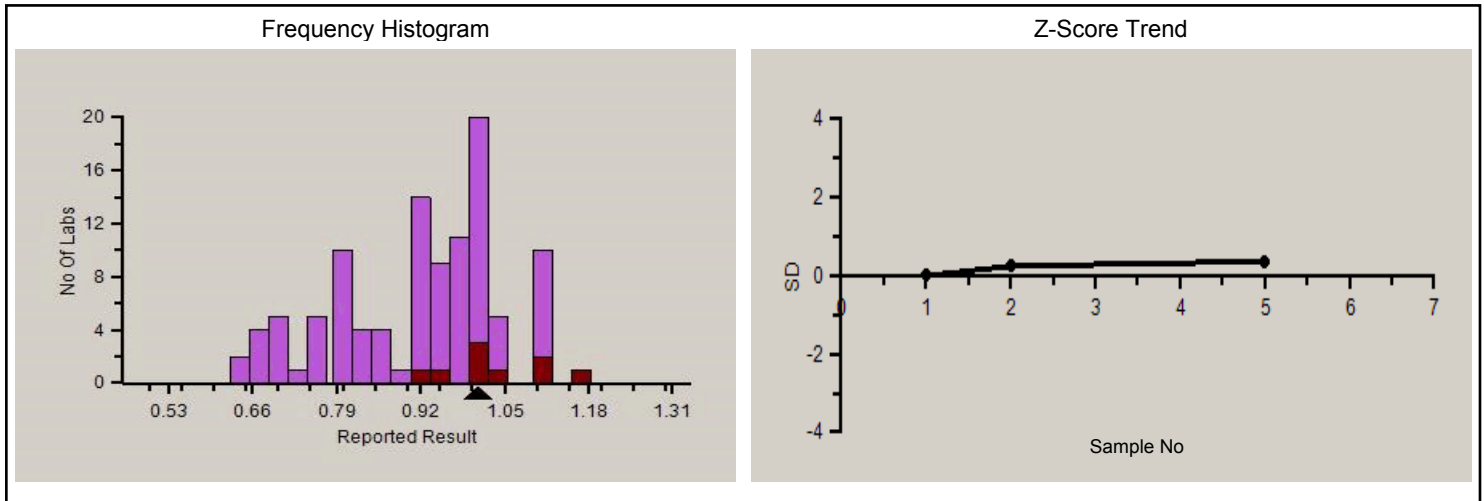 Frequency Histogram
20
16
12
8
4
0
No Of Labs
0.53 0.66 0.79 0.92 1.05 1.18 1.31
Reported Result
Z-Score Trend
4
2
0
-2
-4
SD
0 1 2 3 4 5 6 7
Sample No